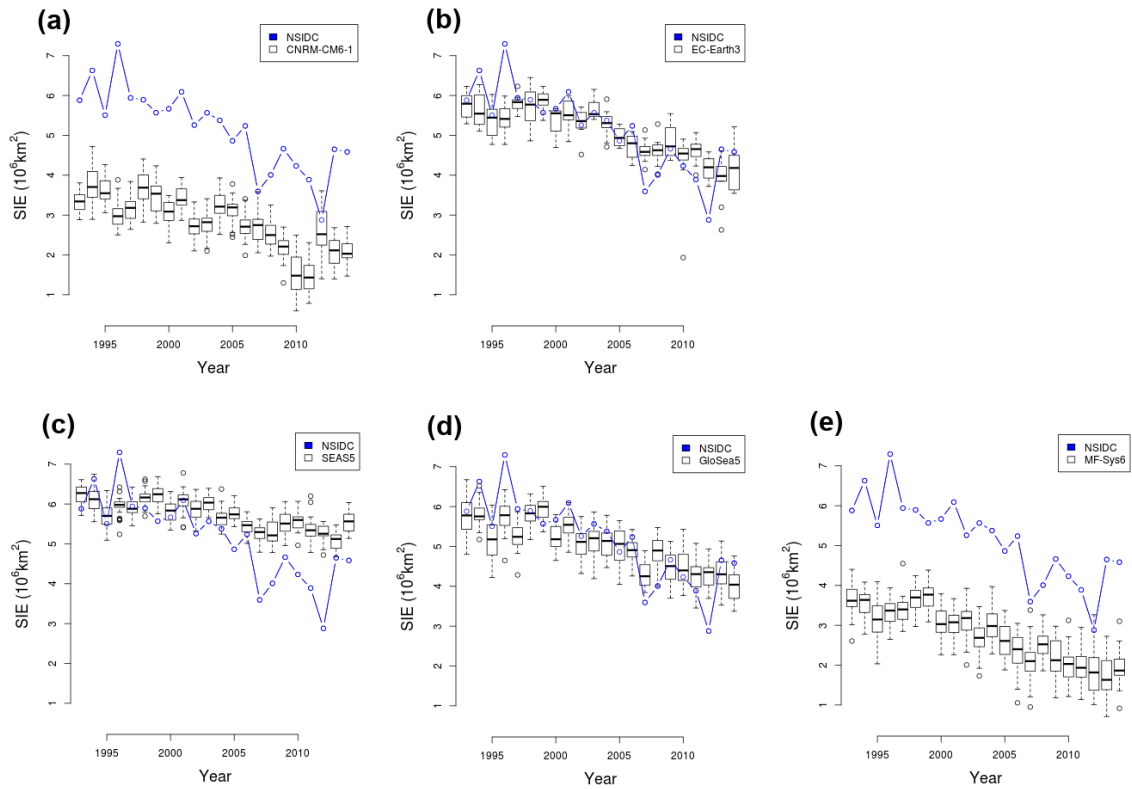 (a)
NSIDC
CNRM-CM6-1
SIE (10⁶km²)
7
6
5
4
3
2
1
1995 2000 2005 2010
Year
(b)
NSIDC
EC-Earth3
SIE (10⁶km²)
7
6
5
4
3
2
1
1995 2000 2005 2010
Year
(c)
NSIDC
SEAS5
SIE (10⁶km²)
7
6
5
4
3
2
1
1995 2000 2005 2010
Year
(d)
NSIDC
GloSea5
SIE (10⁶km²)
7
6
5
4
3
2
1
1995 2000 2005 2010
Year
(e)
NSIDC
MF-Sys6
SIE (10⁶km²)
7
6
5
4
3
2
1
1995 2000 2005 2010
Year